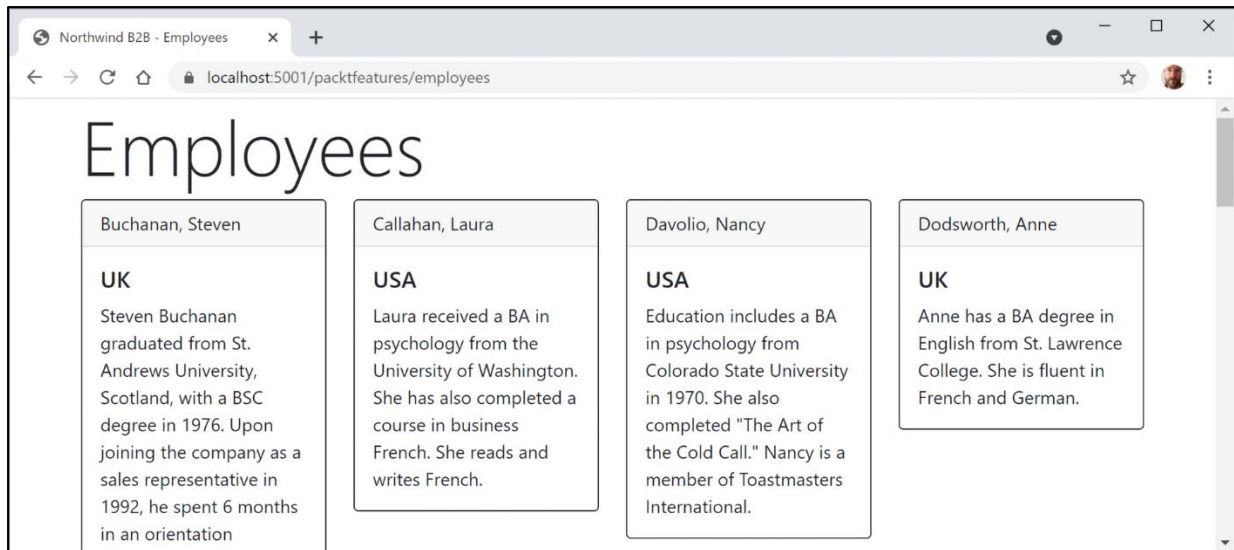 Northwind B2B - Employees
localhost:5001/packtfeatures/employees
Employees
Buchanan, Steven
UK
Steven Buchanan
graduated from St.
Andrews University,
Scotland, with a BSC
degree in 1976. Upon
joining the company as a
sales representative in
1992, he spent 6 months
in an orientation
Callahan, Laura
USA
Laura received a BA in
psychology from the
University of Washington.
She has also completed a
course in business
French. She reads and
writes French.
Davolio, Nancy
USA
Education includes a BA
in psychology from
Colorado State University
in 1970. She also
completed "The Art of
the Cold Call." Nancy is a
member of Toastmasters
International.
Dodsworth, Anne
UK
Anne has a BA degree in
English from St. Lawrence
College. She is fluent in
French and German.